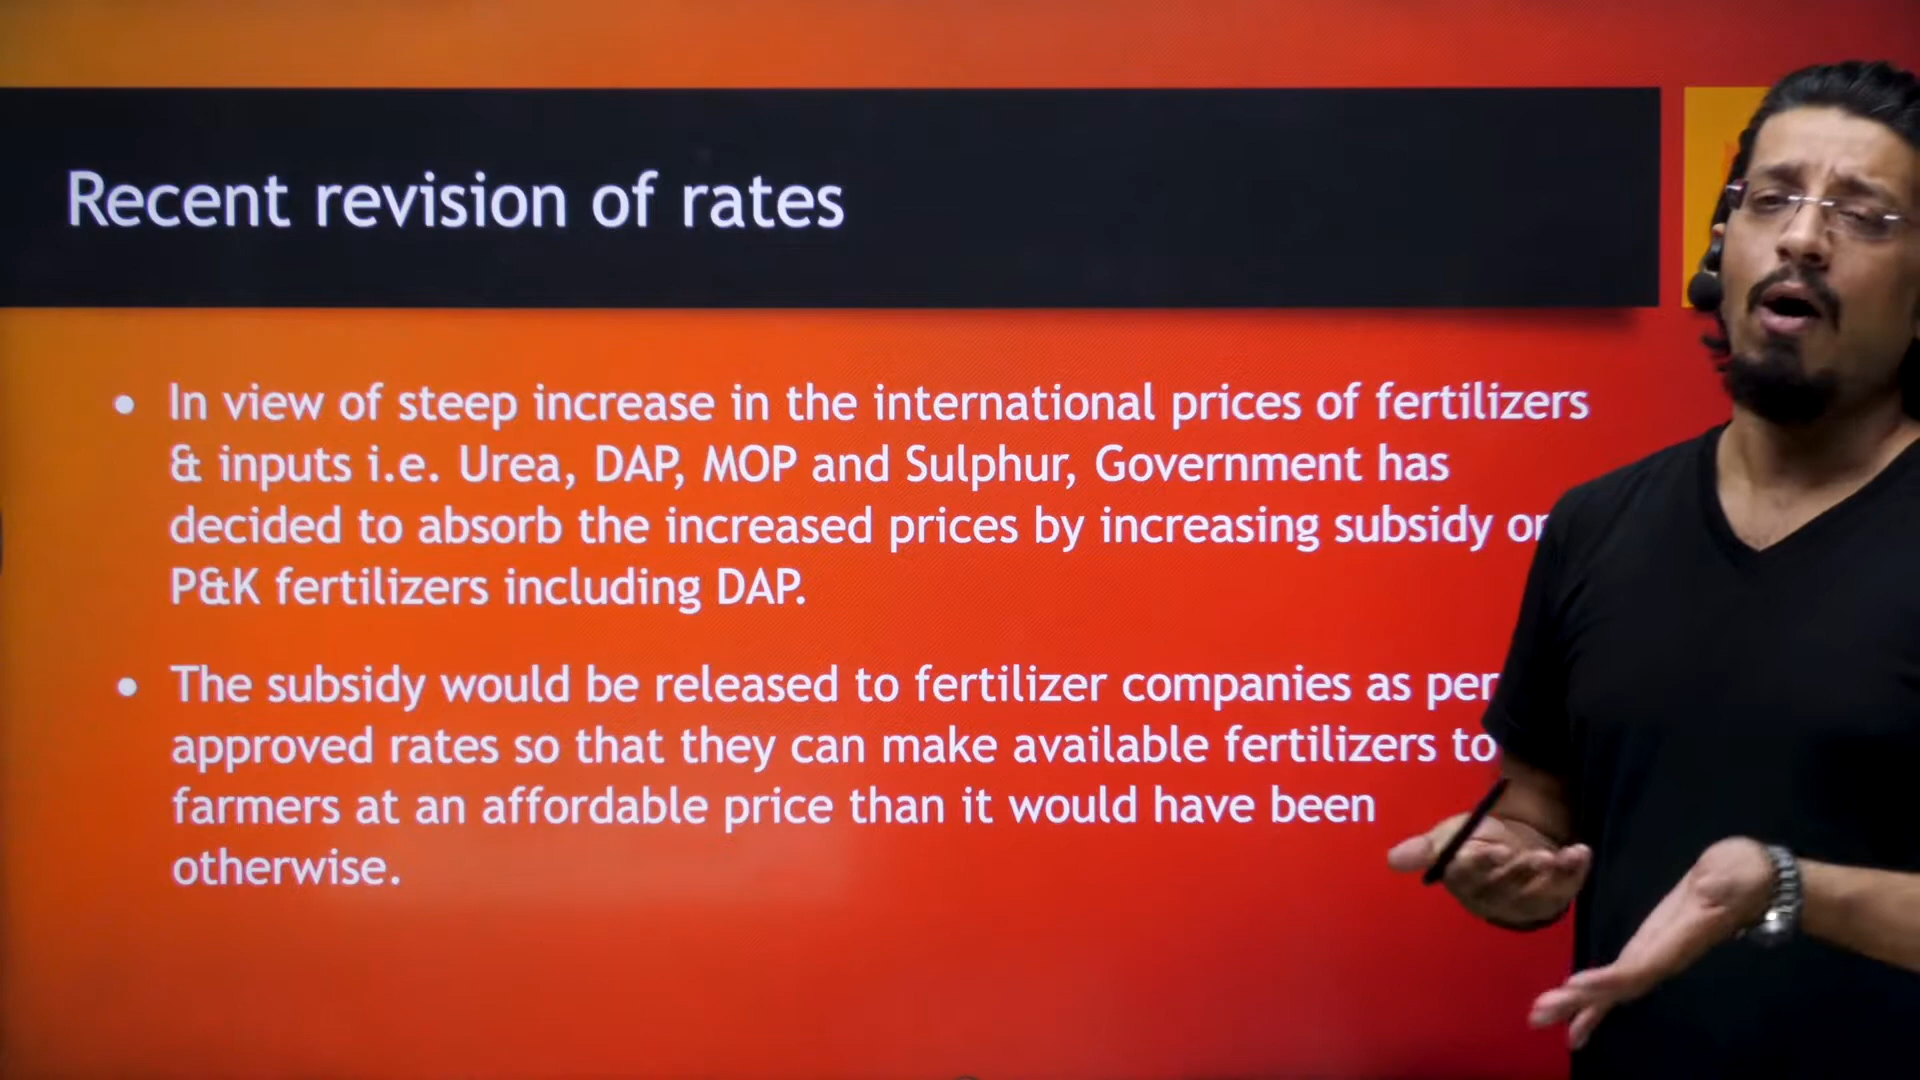 Recent revision of rates
• In view of steep increase in the international prices of fertilizers
& inputs i.e. Urea, DAP, MOP and Sulphur, Government has
decided to absorb the increased prices by increasing subsidy on
P&K fertilizers including DAP.
• The subsidy would be released to fertilizer companies as per
approved rates so that they can make available fertilizers to
farmers at an affordable price than it would have been
otherwise.